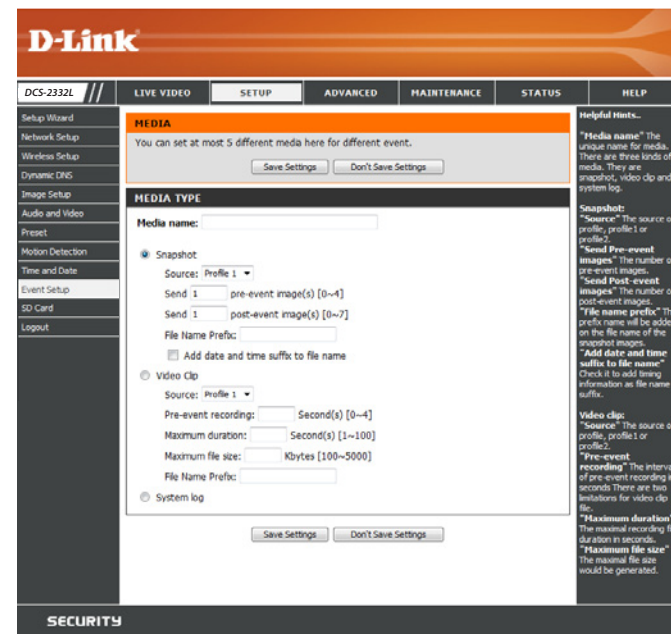 D-Link
DCS-2332L
LIVE VIDEO
SETUP
ADVANCED
MAINTENANCE
STATUS
HELP
Setup Wizard
Network Setup
Wireless Setup
Dynamic DNS
Image Setup
Audio and Video
Preset
Motion Detection
Time and Date
Event Setup
SD Card
Logout
MEDIA
You can set at most 5 different media here for different event.
Save Settings
Don't Save Settings
MEDIA TYPE
Media name:
Snapshot
Source: Profile 1
Send 1 pre-event image(s) [0~4]
Send 1 post-event image(s) [0~7]
File Name Prefix:
Add date and time suffix to file name
Video Clip
Source: Profile 1
Pre-event recording: Second(s) [0~4]
Maximum duration: Second(s) [1~100]
Maximum file size: Kbytes [100~5000]
File Name Prefix:
System log
Save Settings
Don't Save Settings
Helpful Hints..
"Media name" The
unique name for media.
There are three kinds of
media. They are
snapshot, video clip and
system log.
Snapshot:
"Source" The source of
profile, profile1 or
profile2.
"Send Pre-event
images" The number of
pre-event images.
"Send Post-event
images" The number of
post-event images.
"File name prefix" The
prefix name will be added
on the file name of the
snapshot images.
"Add date and time
suffix to file name"
Check it to add timing
information as file name
suffix.
Video clip:
"Source" The source of
profile, profile1 or
profile2.
"Pre-event
recording" The interval
of pre-event recording in
seconds There are two
limitations for video clip
file.
"Maximum duration"
The maximal recording file
duration in seconds.
"Maximum file size"
The maximal file size
would be generated.
SECURITY